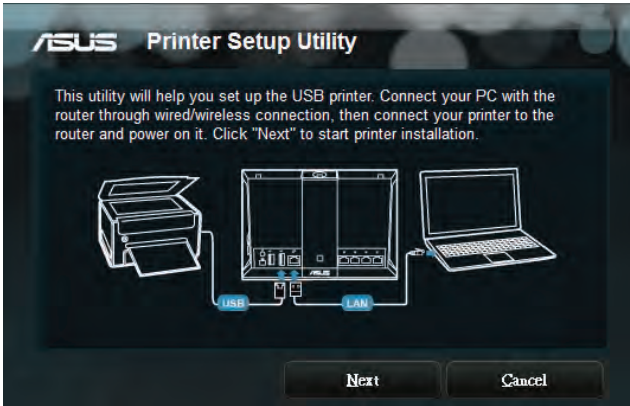 ASUS Printer Setup Utility
This utility will help you set up the USB printer. Connect your PC with the
router through wired/wireless connection, then connect your printer to the
router and power on it. Click "Next" to start printer installation.
ASUS
USB LAN
Next Cancel